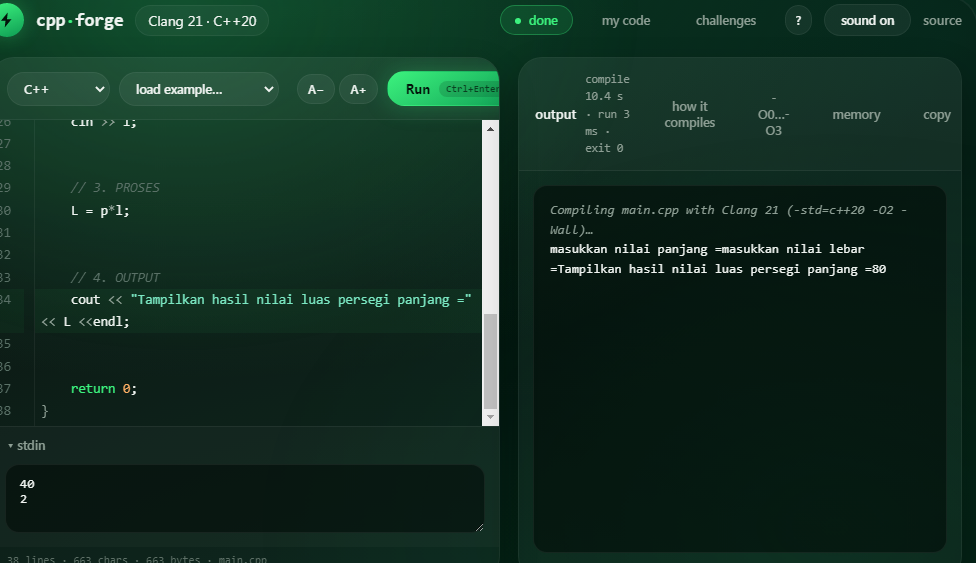 cpp·forge
Clang 21 · C++20
done
my code
challenges
?
sound on
source
C++
load example...
A−
A+
Run
Ctrl+Enter
26 cin >> l;
27
28
29 // 3. PROSES
30 L = p*l;
31
32
33 // 4. OUTPUT
34 cout << "Tampilkan hasil nilai luas persegi panjang ="
<< L <<endl;
35
36
37 return 0;
38 }
▾ stdin
40
2
38 lines · 663 chars · 663 bytes · main.cpp
output
compile
10.4 s
· run 3
ms ·
exit 0
how it
compiles
-
O0...-
O3
memory
copy
Compiling main.cpp with Clang 21 (-std=c++20 -O2 -
Wall)…
masukkan nilai panjang =masukkan nilai lebar
=Tampilkan hasil nilai luas persegi panjang =80